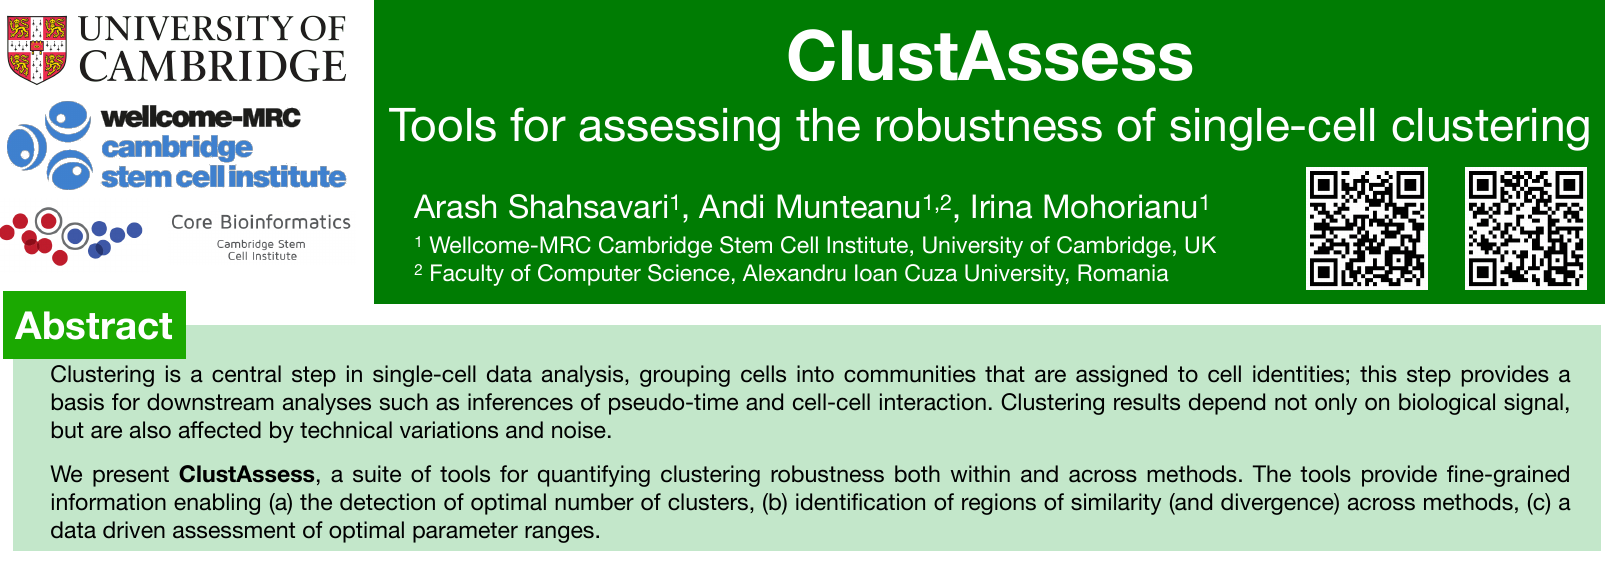 UNIVERSITY OF
CAMBRIDGE
wellcome-MRC
cambridge
stem cell institute
Core Bioinformatics
Cambridge Stem
Cell Institute
ClustAssess
Tools for assessing the robustness of single-cell clustering
Arash Shahsavari¹, Andi Munteanu¹,², Irina Mohorianu¹
¹ Wellcome-MRC Cambridge Stem Cell Institute, University of Cambridge, UK
² Faculty of Computer Science, Alexandru Ioan Cuza University, Romania
Abstract
Clustering is a central step in single-cell data analysis, grouping cells into communities that are assigned to cell identities; this step provides a
basis for downstream analyses such as inferences of pseudo-time and cell-cell interaction. Clustering results depend not only on biological signal,
but are also affected by technical variations and noise.
We present ClustAssess, a suite of tools for quantifying clustering robustness both within and across methods. The tools provide fine-grained
information enabling (a) the detection of optimal number of clusters, (b) identification of regions of similarity (and divergence) across methods, (c) a
data driven assessment of optimal parameter ranges.